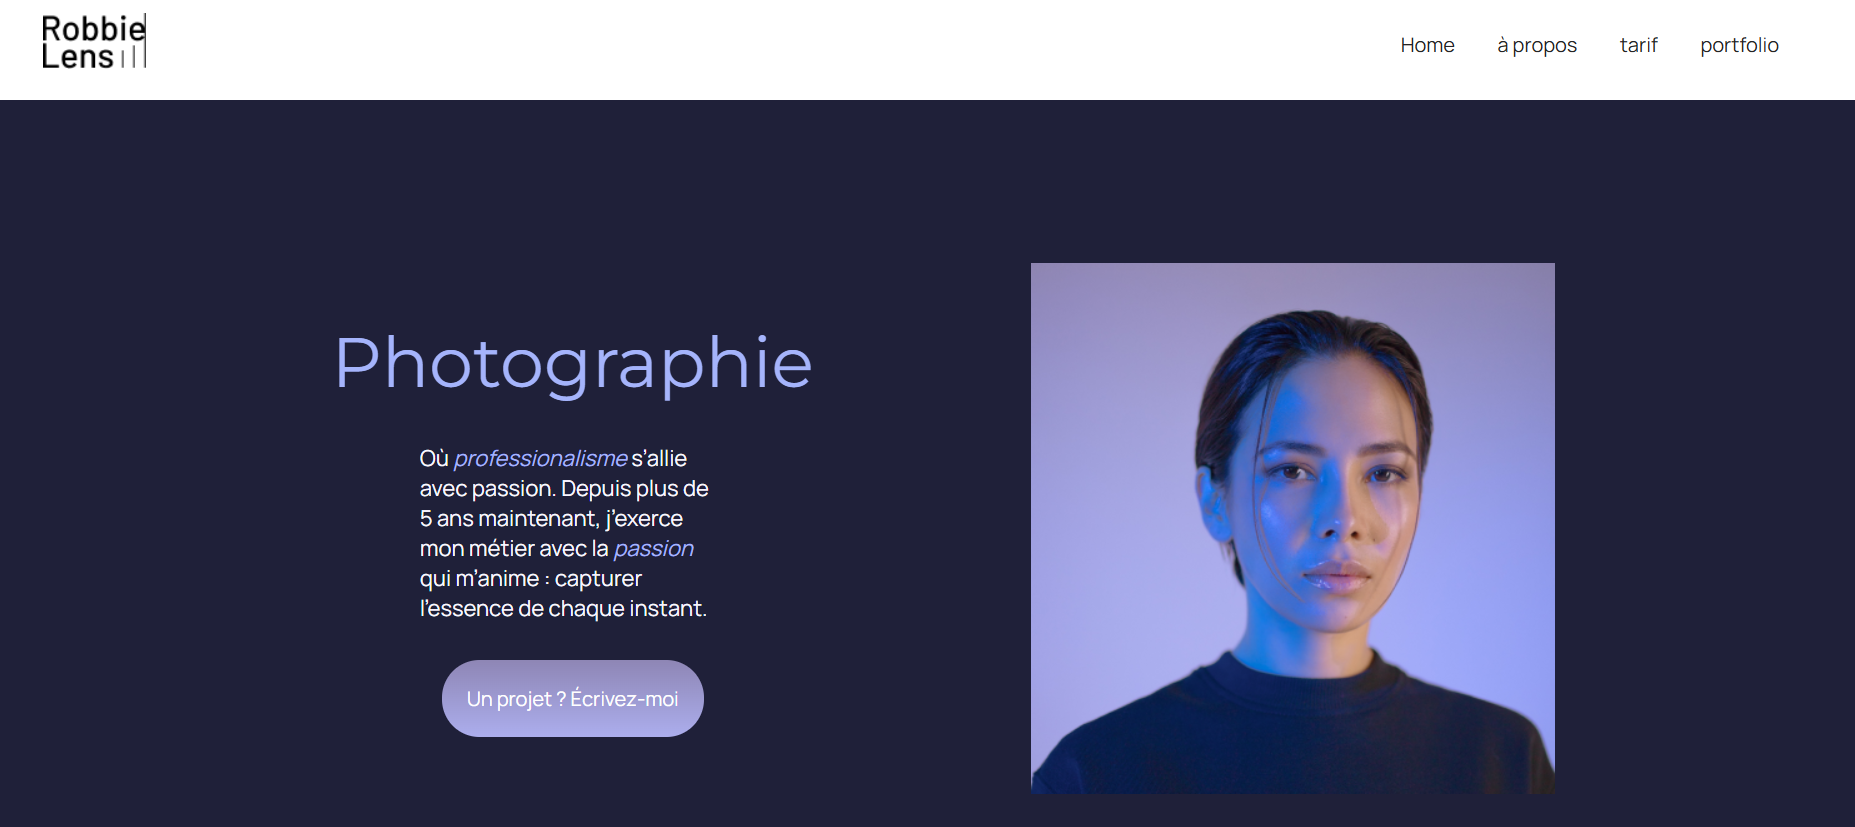 Robbie
Lens
Home à propos tarif portfolio
Photographie
Où professionalisme s’allie
avec passion. Depuis plus de
5 ans maintenant, j’exerce
mon métier avec la passion
qui m’anime : capturer
l’essence de chaque instant.
Un projet ? Écrivez-moi